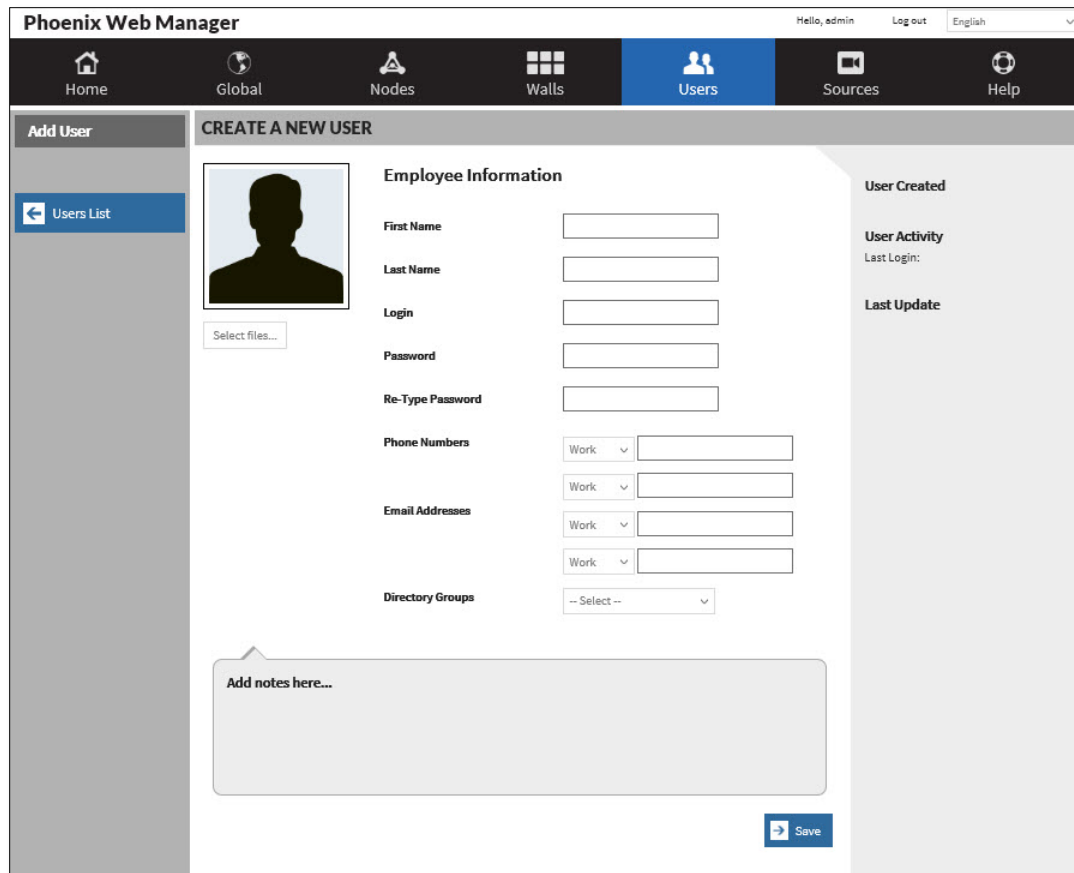 Phoenix Web Manager
Hello, admin
Log out
English
Home
Global
Nodes
Walls
Users
Sources
Help
Add User
CREATE A NEW USER
Users List
Select files...
Employee Information
First Name
Last Name
Login
Password
Re-Type Password
Phone Numbers
Work
Work
Email Addresses
Work
Work
Directory Groups
-- Select --
Add notes here...
Save
User Created
User Activity
Last Login:
Last Update